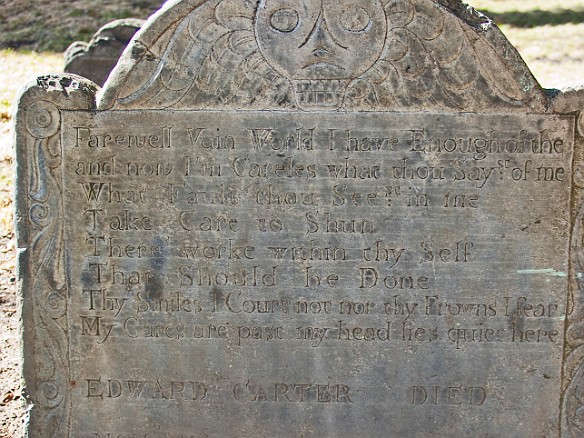 Farewell Vain World I have Enough of the
and now I'm Careles what thou Say.st of me
What Fault thou See.st in me
Take Care to Shun
There worke within thy Self
That Should be Done
Thy Smiles I Court not nor thy Frowns I fear
My Cares are past my head lies quiet here
EDWARD CARTER DIED